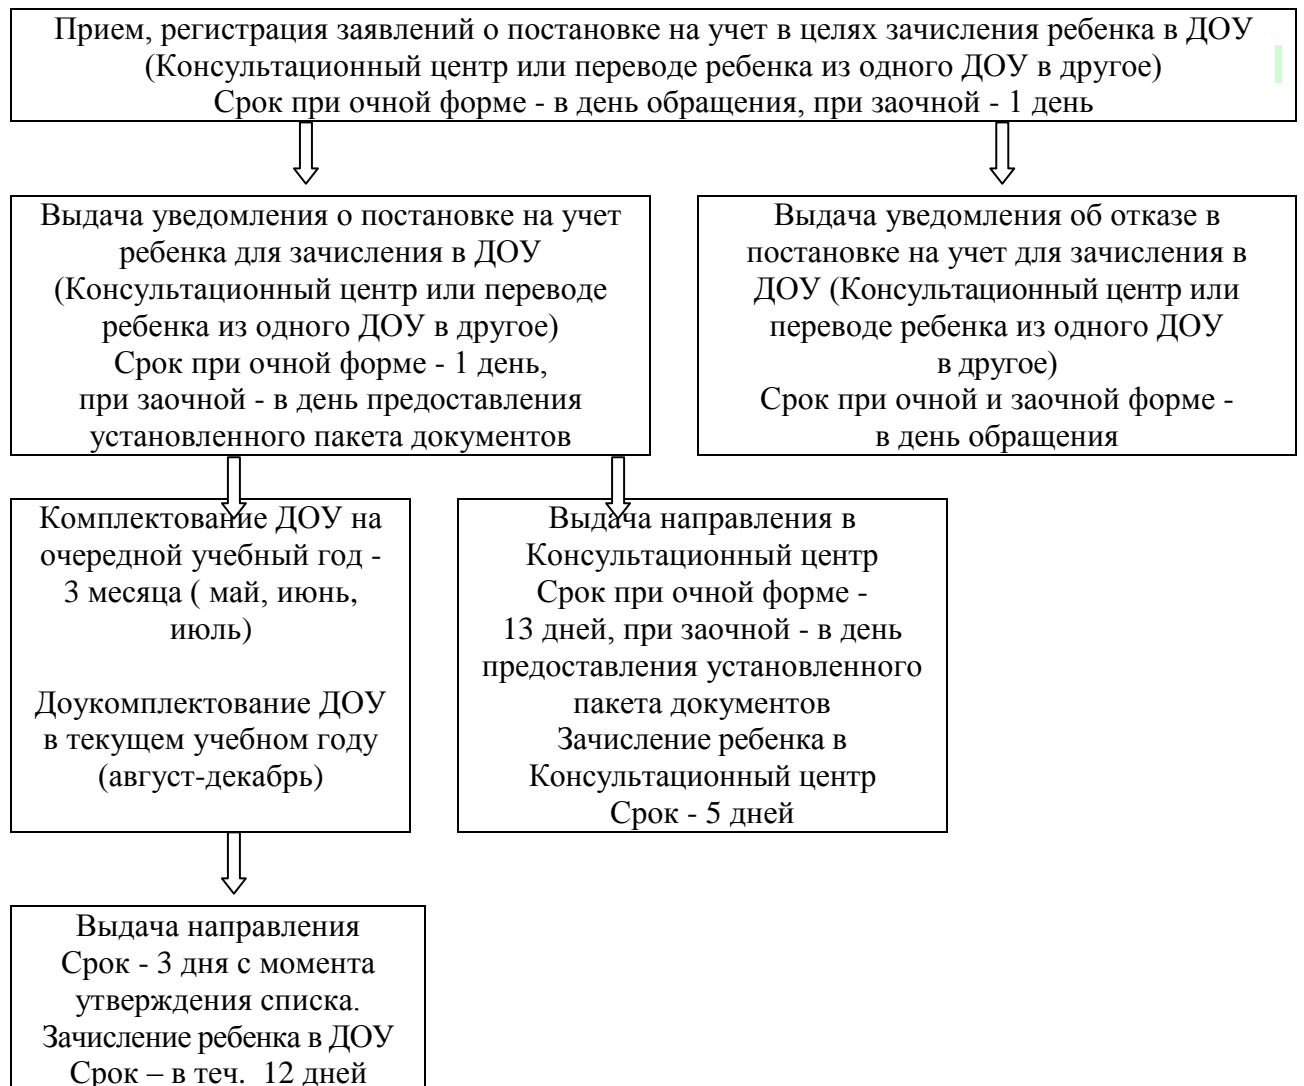 Прием, регистрация заявлений о постановке на учет в целях зачисления ребенка в ДОУ
(Консультационный центр или переводе ребенка из одного ДОУ в другое)
Срок при очной форме - в день обращения, при заочной - 1 день
Выдача уведомления о постановке на учет
ребенка для зачисления в ДОУ
(Консультационный центр или переводе
ребенка из одного ДОУ в другое)
Срок при очной форме - 1 день,
при заочной - в день предоставления
установленного пакета документов
Выдача уведомления об отказе в
постановке на учет для зачисления в
ДОУ (Консультационный центр или
переводе ребенка из одного ДОУ
в другое)
Срок при очной и заочной форме -
в день обращения
Комплектование ДОУ на
очередной учебный год -
3 месяца ( май, июнь,
июль)
Доукомплектование ДОУ
в текущем учебном году
(август-декабрь)
Выдача направления в
Консультационный центр
Срок при очной форме -
13 дней, при заочной - в день
предоставления установленного
пакета документов
Зачисление ребенка в
Консультационный центр
Срок - 5 дней
Выдача направления
Срок - 3 дня с момента
утверждения списка.
Зачисление ребенка в ДОУ
Срок – в теч. 12 дней